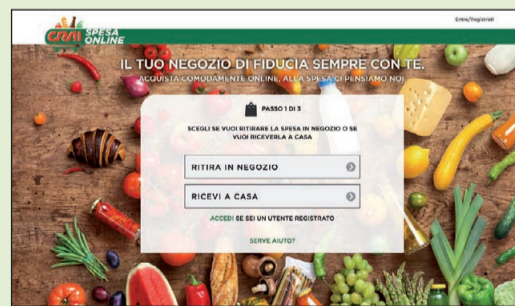 Entra/Registrati
CRAI SPESA
ONLINE
IL TUO NEGOZIO DI FIDUCIA SEMPRE CON TE.
ACQUISTA COMODAMENTE ONLINE, ALLA SPESA CI PENSIAMO NOI
PASSO 1 DI 3
SCEGLI SE VUOI RITIRARE LA SPESA IN NEGOZIO O SE
VUOI RICEVERLA A CASA
RITIRA IN NEGOZIO
RICEVI A CASA
ACCEDI SE SEI UN UTENTE REGISTRATO
SERVE AIUTO?